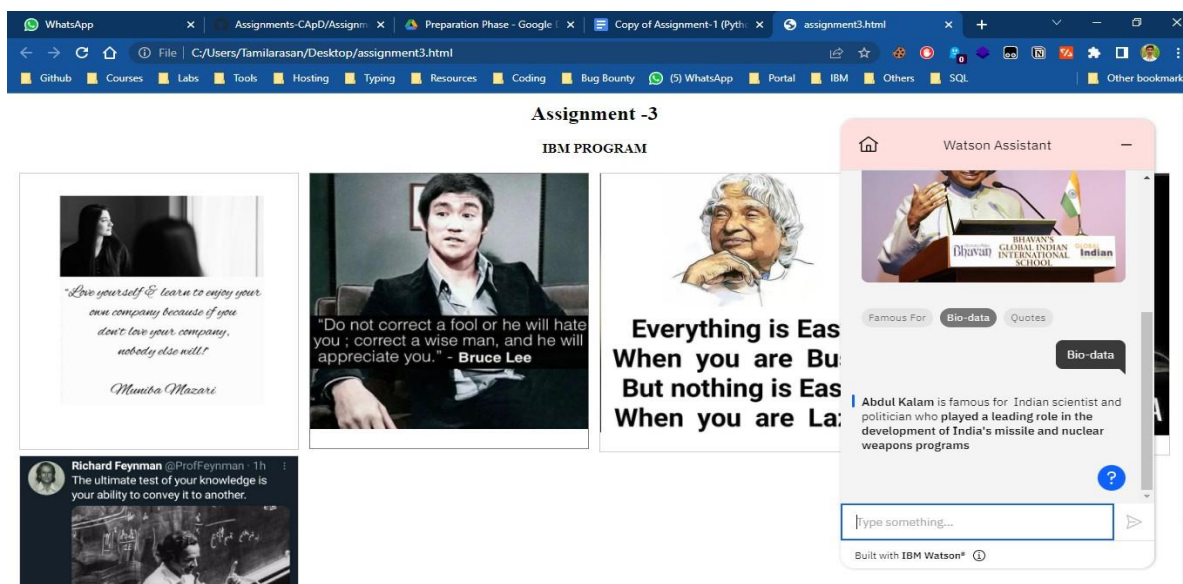 WhatsApp
Assignments-CApD/Assignm
Preparation Phase - Google
Copy of Assignment-1 (Pyth
assignment3.html
File | C:/Users/Tamilarasan/Desktop/assignment3.html
Github Courses Labs Tools Hosting Typing Resources Coding Bug Bounty (5) WhatsApp Portal IBM Others SQL Other bookmark
Assignment -3
IBM PROGRAM
"Love yourself & learn to enjoy your
own company because if you
don't love your company,
nobody else will!"
Muniba Mazari
"Do not correct a fool or he will hate
you ; correct a wise man, and he will
appreciate you." - Bruce Lee
Everything is Eas
When you are Bu
But nothing is Eas
When you are La
Richard Feynman @ProfFeynman · 1h
The ultimate test of your knowledge is
your ability to convey it to another.
Watson Assistant
Bhavan
BHAVAN'S
GLOBAL INDIAN
INTERNATIONAL
SCHOOL
GLOBAL
Indian
Famous For Bio-data Quotes
Bio-data
Abdul Kalam is famous for Indian scientist and
politician who played a leading role in the
development of India's missile and nuclear
weapons programs
?
Type something...
Built with IBM Watson®